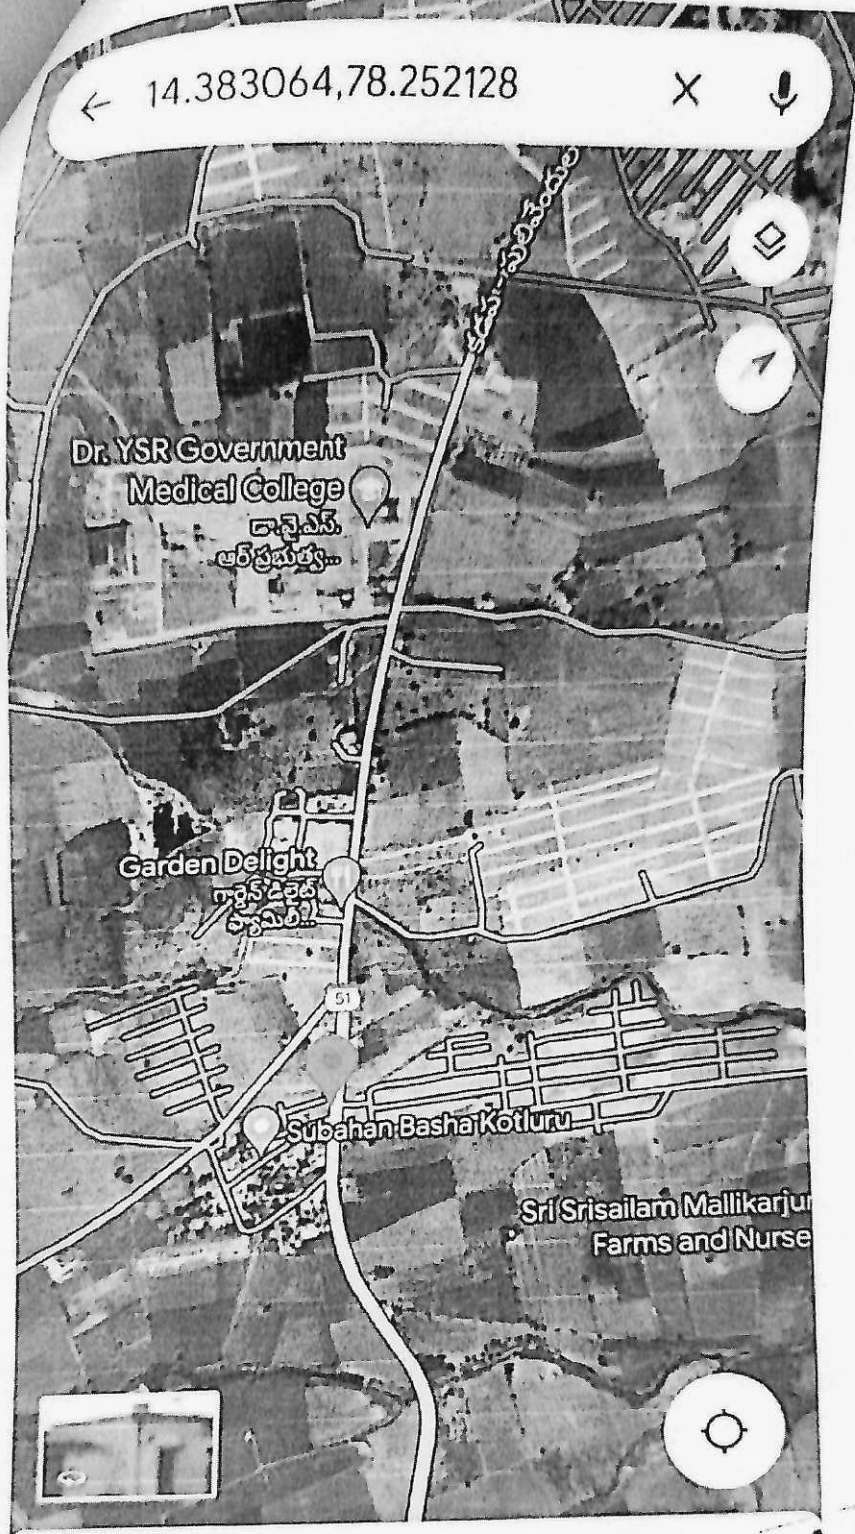 14.383064,78.252128
కడప - పులివెందుల
Dr. YSR Government
Medical College
డా.వై.ఎస్.
ఆర్ ప్రభుత్వ...
Garden Delight
గార్డెన్ డిలైట్
ఫ్యామిలీ...
51
Subahan Basha Kotluru
Sri Srisailam Mallikarjun
Farms and Nurse